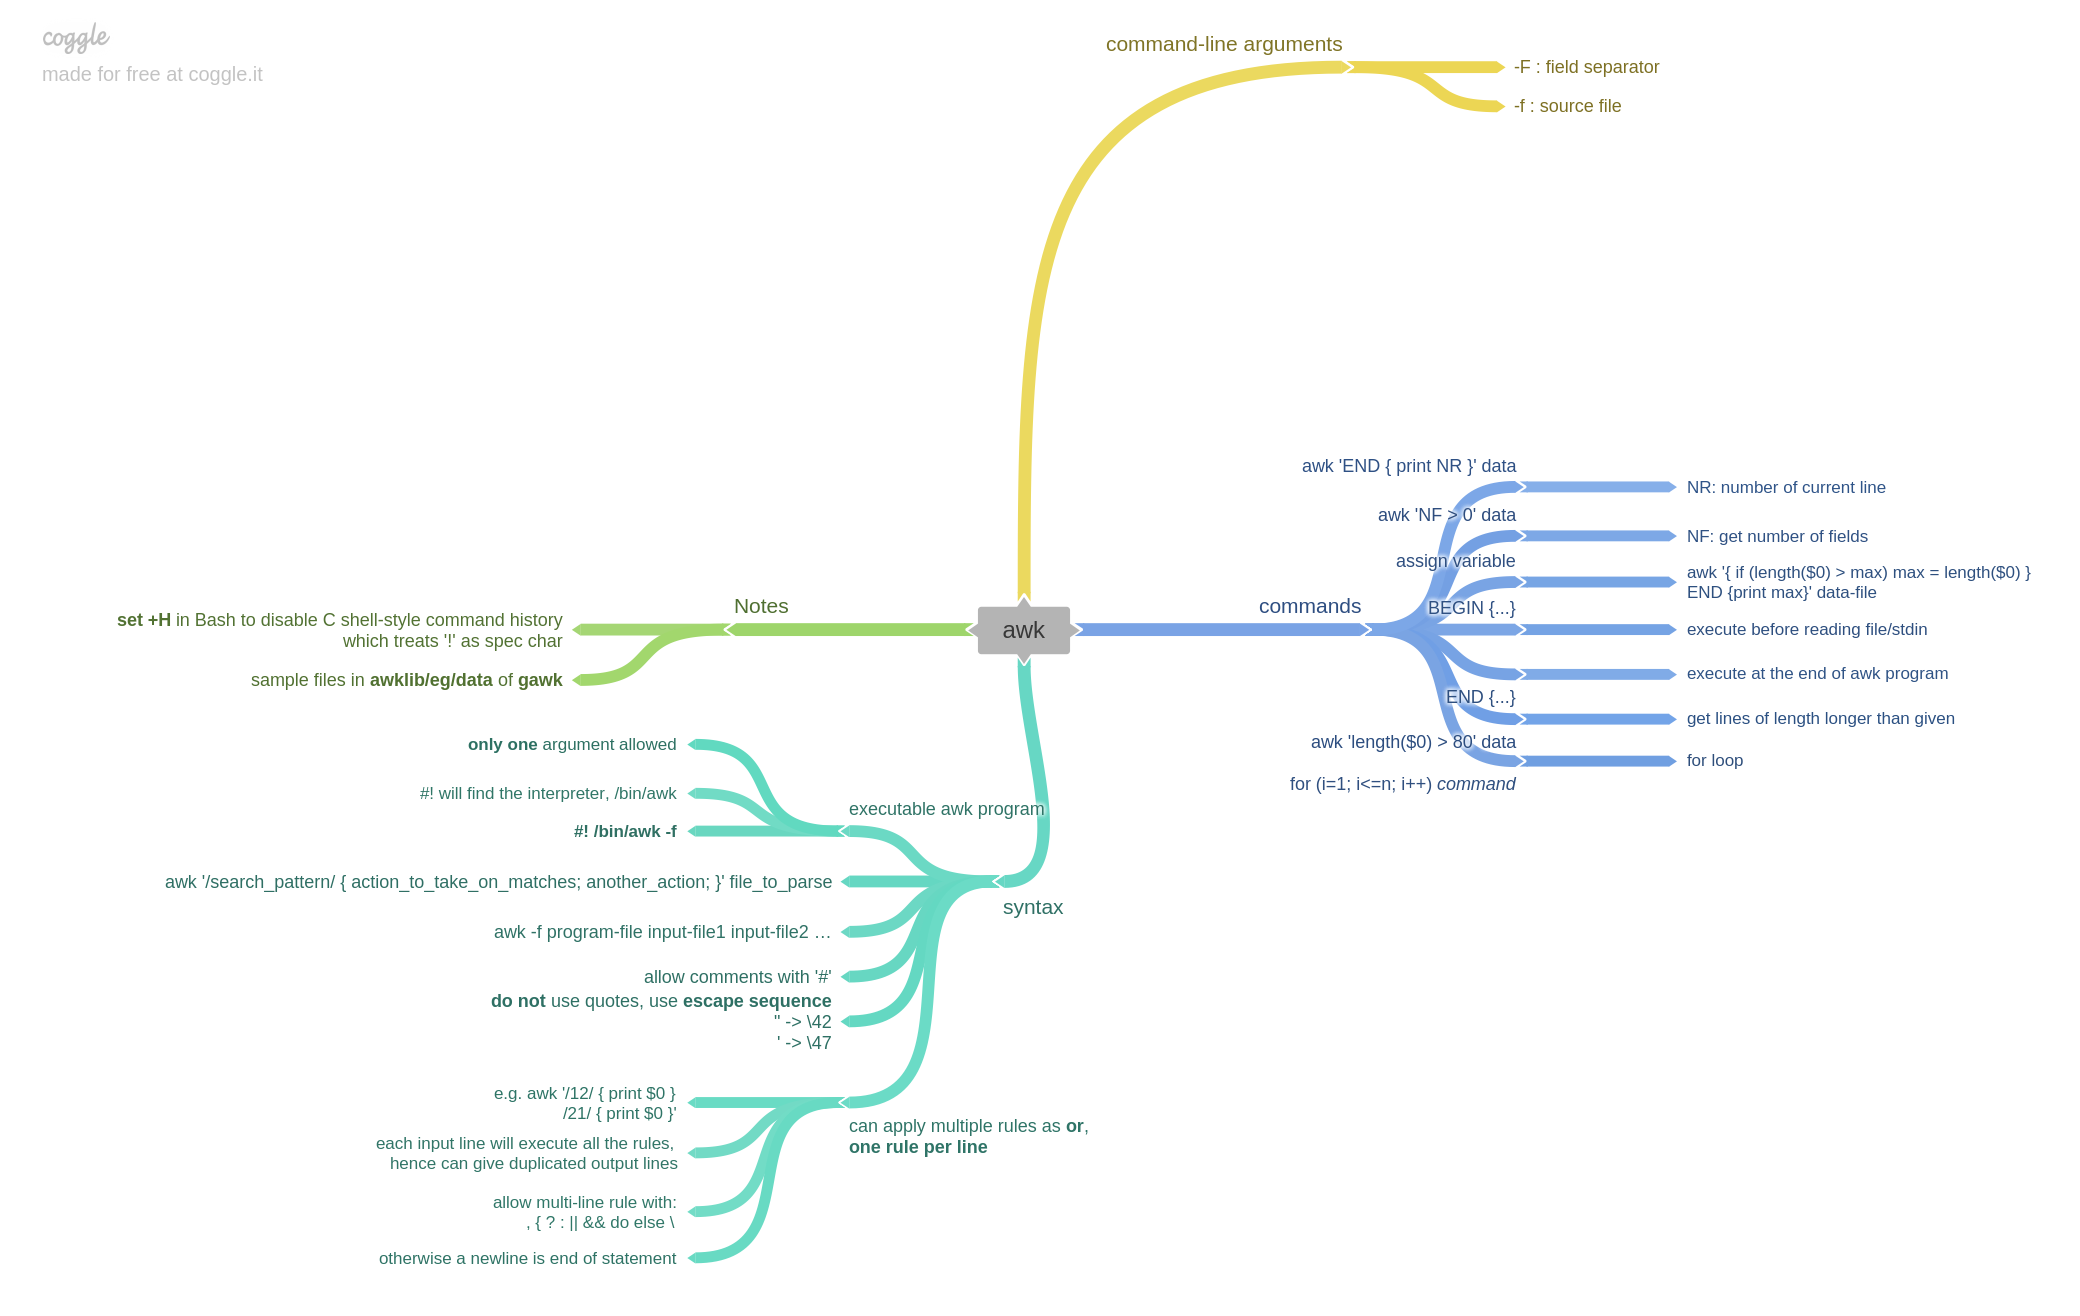 coggle
made for free at coggle.it
command-line arguments
-F : field separator
-f : source file
awk
commands
awk 'END { print NR }' data
NR: number of current line
awk 'NF > 0' data
NF: get number of fields
assign variable
awk '{ if (length($0) > max) max = length($0) }
END {print max}' data-file
BEGIN {...}
execute before reading file/stdin
END {...}
execute at the end of awk program
awk 'length($0) > 80' data
get lines of length longer than given
for (i=1; i<=n; i++) command
for loop
Notes
set +H in Bash to disable C shell-style command history
which treats '!' as spec char
sample files in awklib/eg/data of gawk
syntax
executable awk program
only one argument allowed
#! will find the interpreter, /bin/awk
#! /bin/awk -f
awk '/search_pattern/ { action_to_take_on_matches; another_action; }' file_to_parse
awk -f program-file input-file1 input-file2 …
allow comments with '#'
do not use quotes, use escape sequence
" -> \42
' -> \47
can apply multiple rules as or,
one rule per line
e.g. awk '/12/ { print $0 }
/21/ { print $0 }'
each input line will execute all the rules,
hence can give duplicated output lines
allow multi-line rule with:
, { ? : || && do else \
otherwise a newline is end of statement